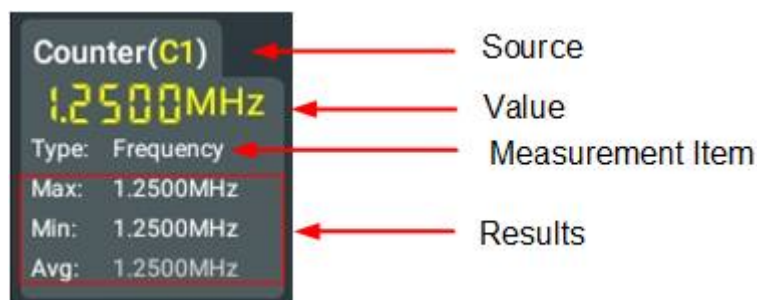 Counter(C1) Source
1.2500MHz Value
Type: Frequency Measurement Item
Max: 1.2500MHz
Min: 1.2500MHz Results
Avg: 1.2500MHz